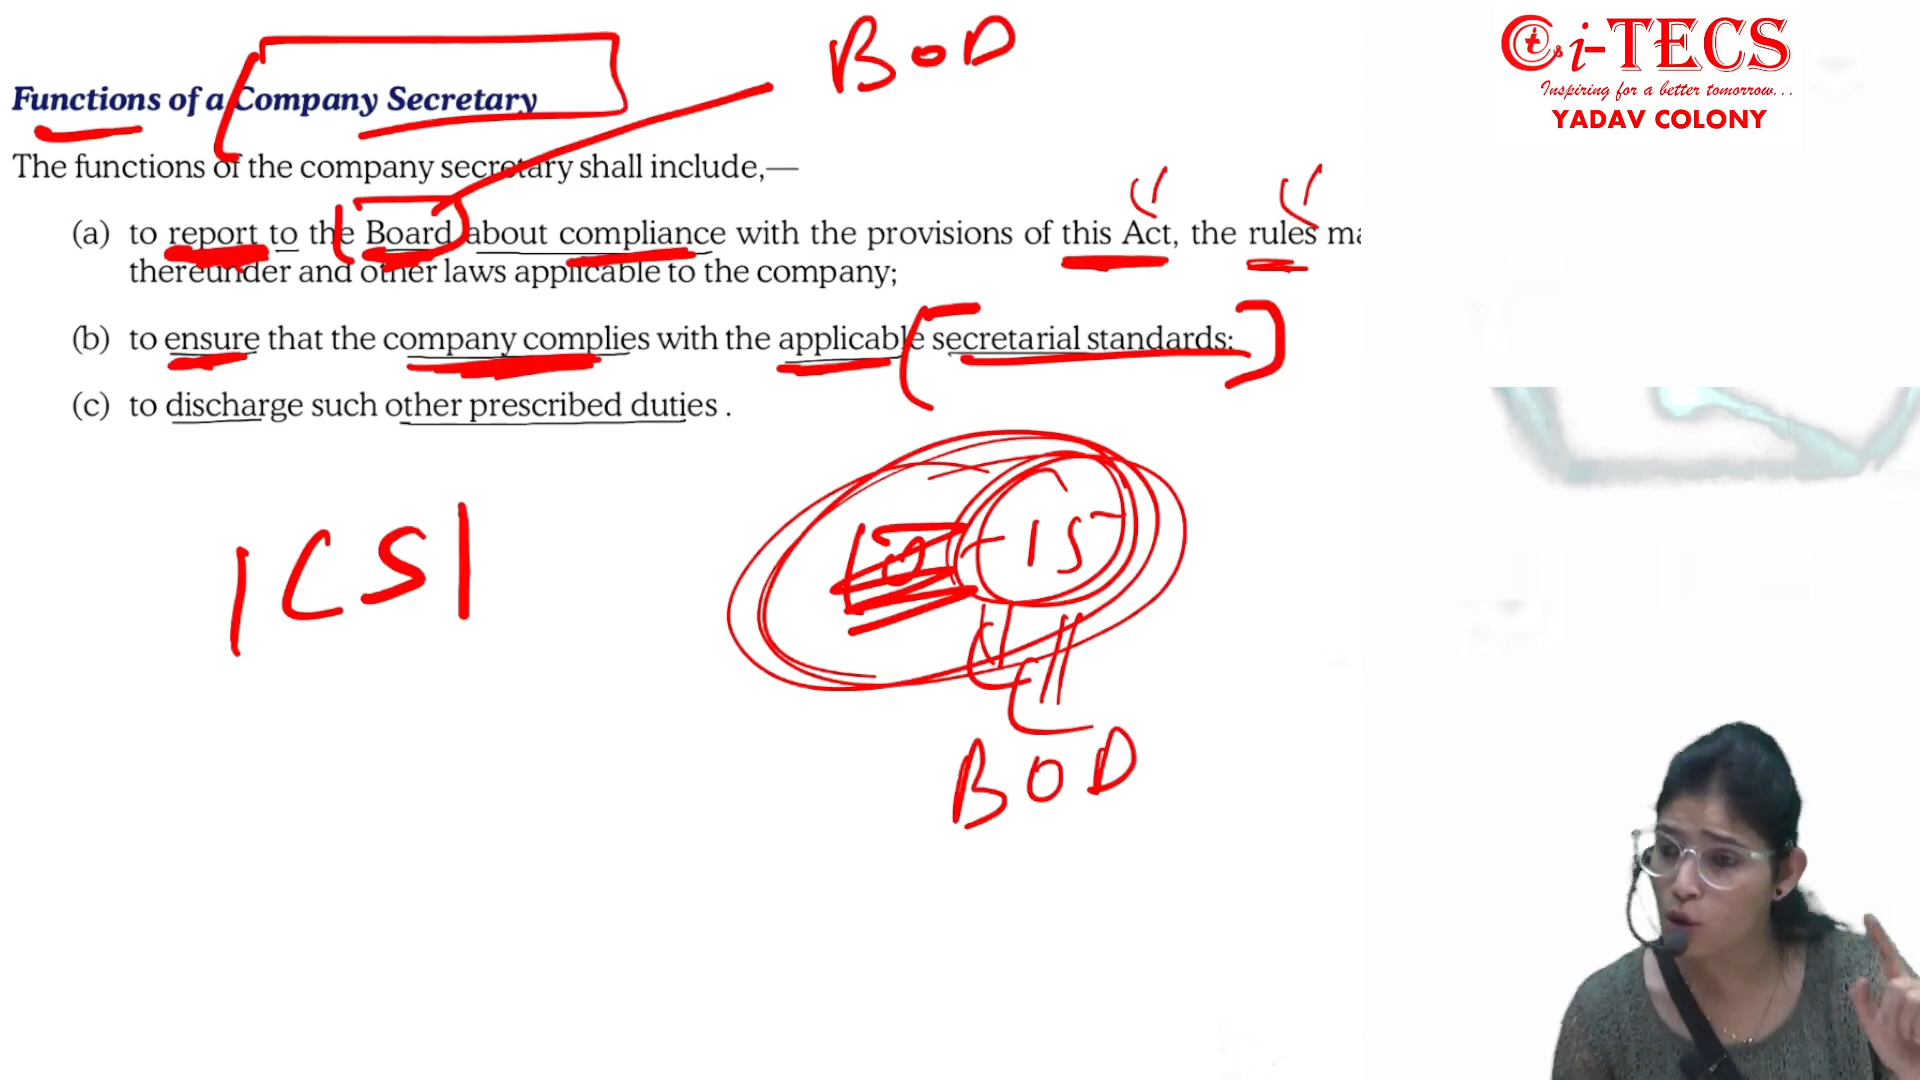 BOD
i-TECS
Inspiring for a better tomorrow...
YADAV COLONY
Functions of a Company Secretary
The functions of the company secretary shall include,—
(a) to report to the Board about compliance with the provisions of this Act, the rules
thereunder and other laws applicable to the company;
(b) to ensure that the company complies with the applicable secretarial standards;
(c) to discharge such other prescribed duties .
ICSI
15
BOD